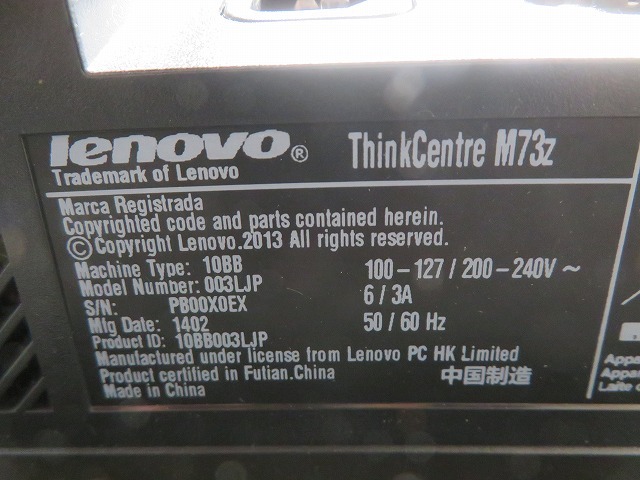 lenovo® ThinkCentre M73z
Trademark of Lenovo
Marca Registrada
Copyrighted code and parts contained herein.
© Copyright Lenovo.2013 All rights reserved.
Machine Type: 10BB 100-127 / 200-240V ~
Model Number: 003LJP 6 / 3A
S/N: PB00X0EX 50 / 60 Hz
Mfg Date: 1402
Product ID: 10BB003LJP
Manufactured under license from Lenovo PC HK Limited
Product certified in Futian.China
Made in China 中国制造
Appa
Appar
Laite o